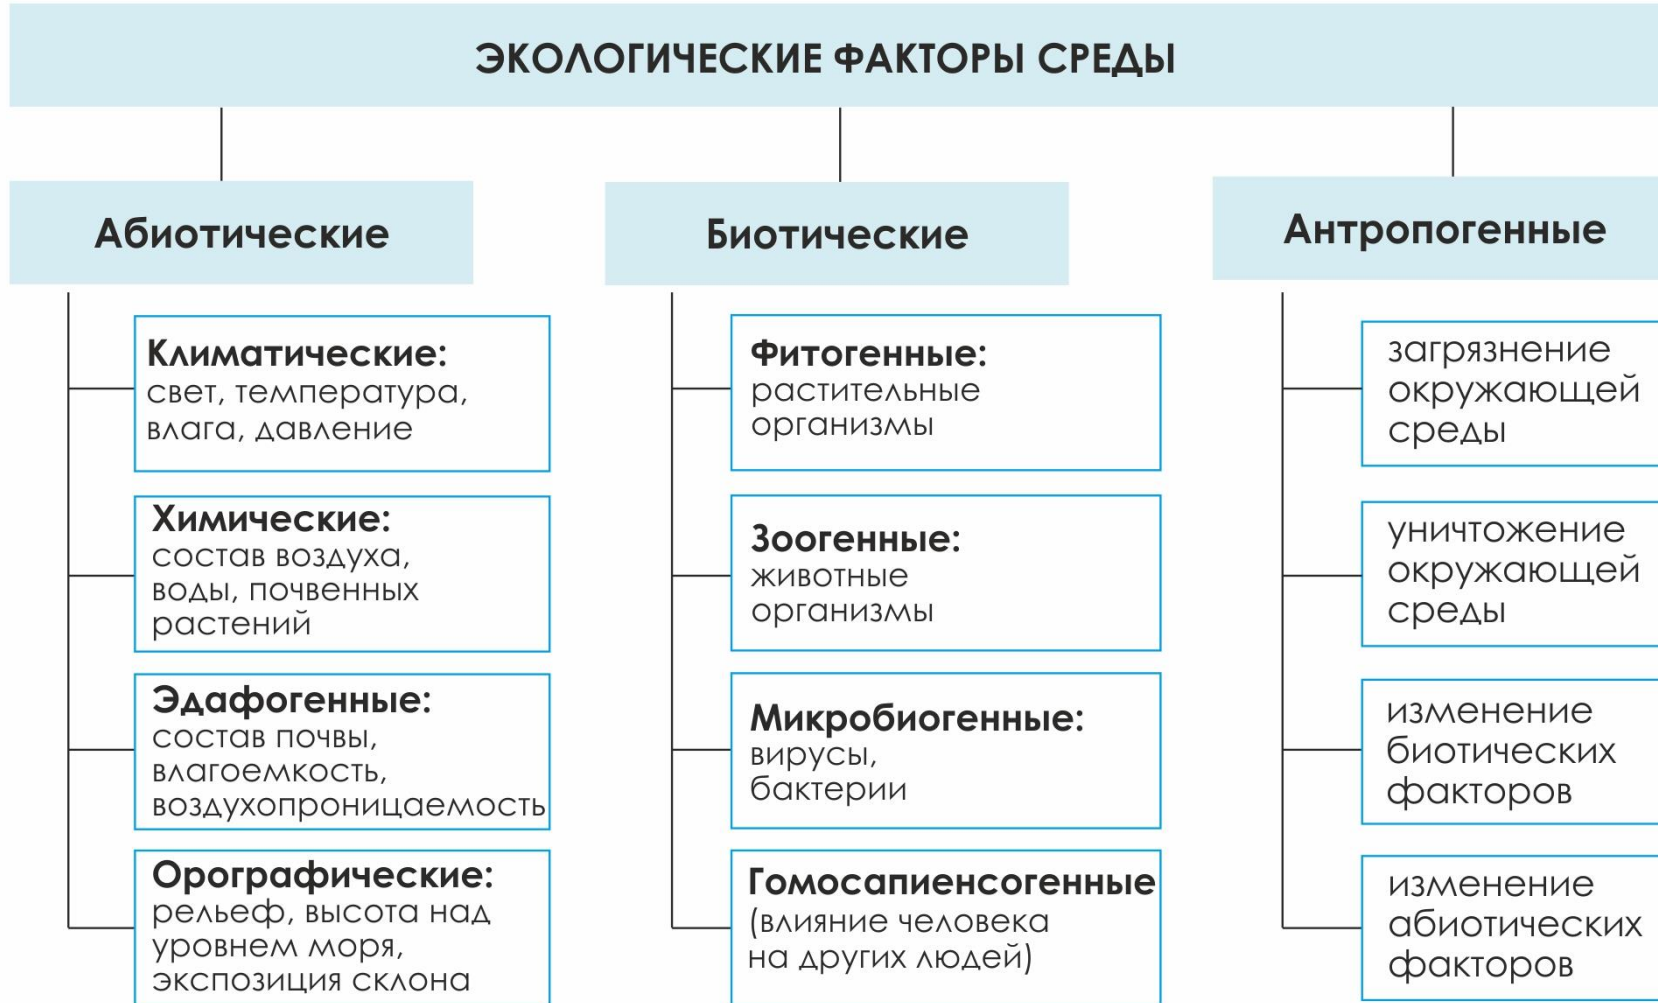 ЭКОЛОГИЧЕСКИЕ ФАКТОРЫ СРЕДЫ
Абиотические
Климатические:
свет, температура,
влага, давление
Химические:
состав воздуха,
воды, почвенных
растений
Эдафогенные:
состав почвы,
влагоемкость,
воздухопроницаемость
Орографические:
рельеф, высота над
уровнем моря,
экспозиция склона
Биотические
Фитогенные:
растительные
организмы
Зоогенные:
животные
организмы
Микробиогенные:
вирусы,
бактерии
Гомосапиенсогенные
(влияние человека
на других людей)
Антропогенные
загрязнение
окружающей
среды
уничтожение
окружающей
среды
изменение
биотических
факторов
изменение
абиотических
факторов